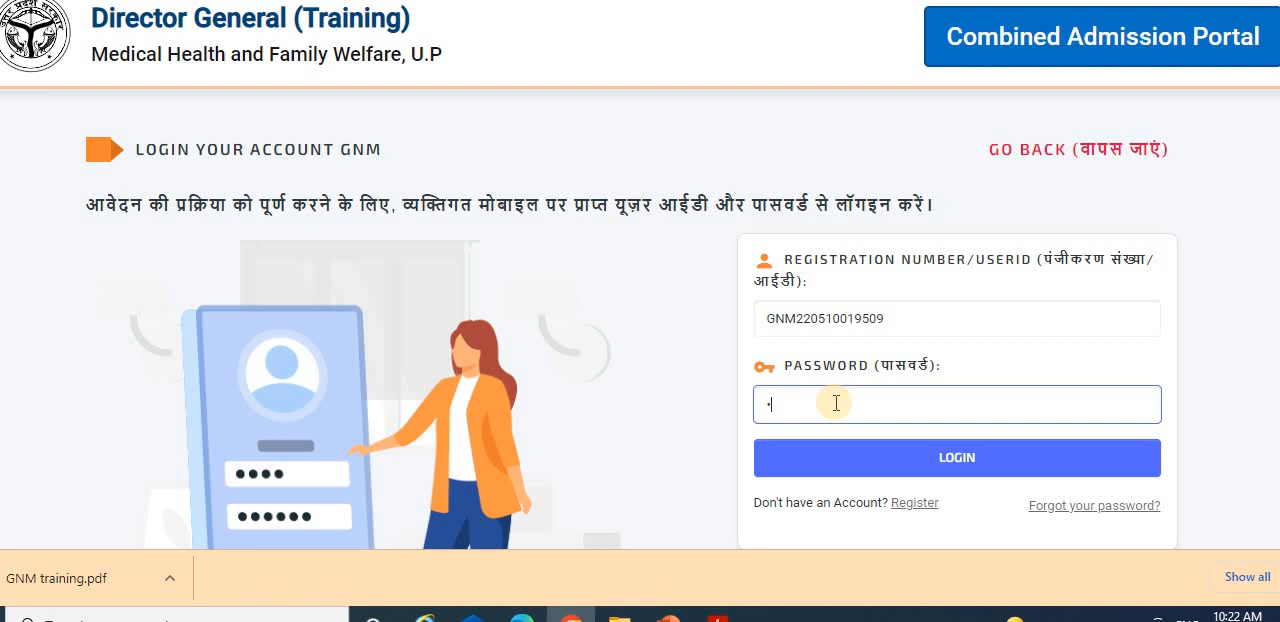 Director General (Training)
Medical Health and Family Welfare, U.P
Combined Admission Portal
LOGIN YOUR ACCOUNT GNM
GO BACK (वापस जाएं)
आवेदन की प्रक्रिया को पूर्ण करने के लिए, व्यक्तिगत मोबाइल पर प्राप्त यूज़र आईडी और पासवर्ड से लॉगइन करें।
REGISTRATION NUMBER/USERID (पंजीकरण संख्या/
आईडी):
GNM220510019509
PASSWORD (पासवर्ड):
LOGIN
Don't have an Account? Register
Forgot your password?
GNM training.pdf
Show all
10:22 AM